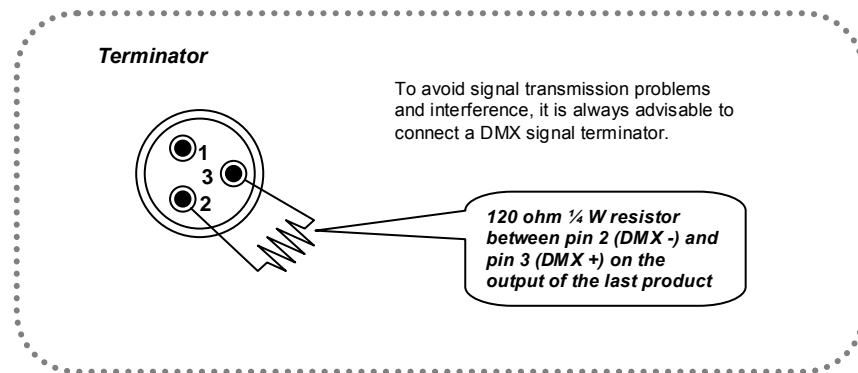 Terminator
To avoid signal transmission problems
and interference, it is always advisable to
connect a DMX signal terminator.
1
3
2
120 ohm ¼ W resistor
between pin 2 (DMX -) and
pin 3 (DMX +) on the
output of the last product